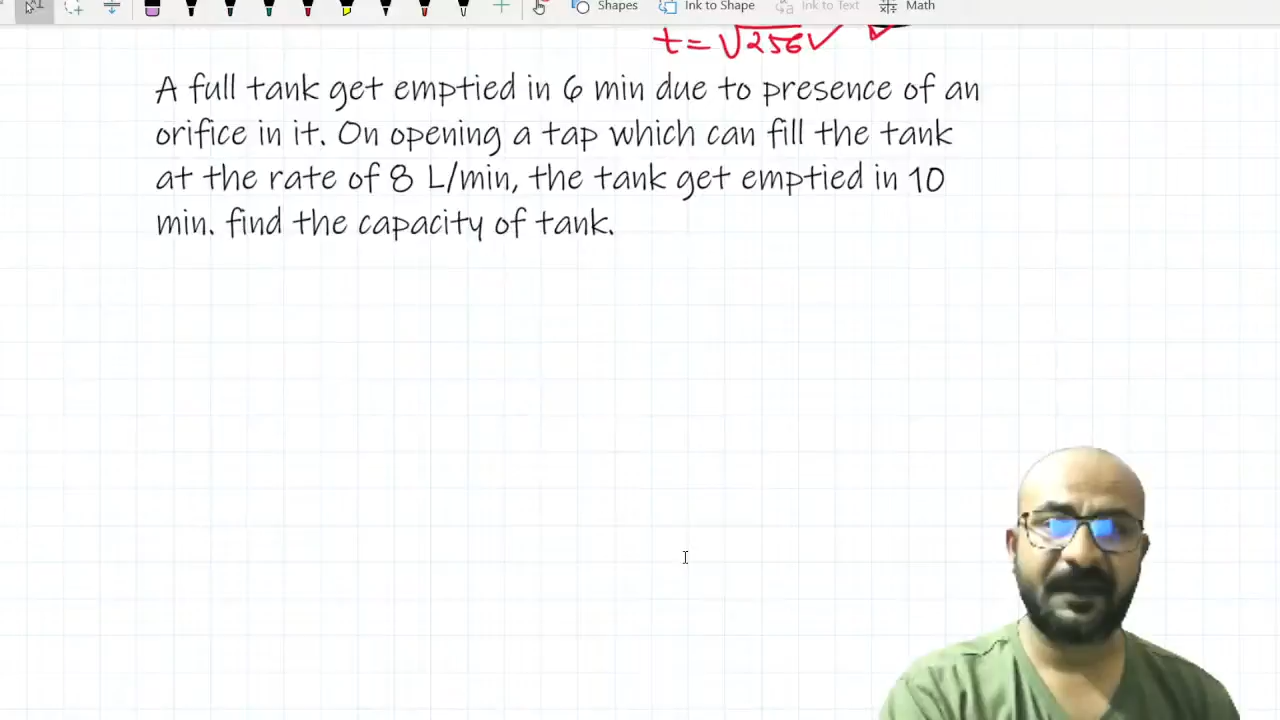 Shapes
Ink to Shape
Ink to Text
Math
t = √256 ✓
A full tank get emptied in 6 min due to presence of an
orifice in it. On opening a tap which can fill the tank
at the rate of 8 L/min, the tank get emptied in 10
min. find the capacity of tank.